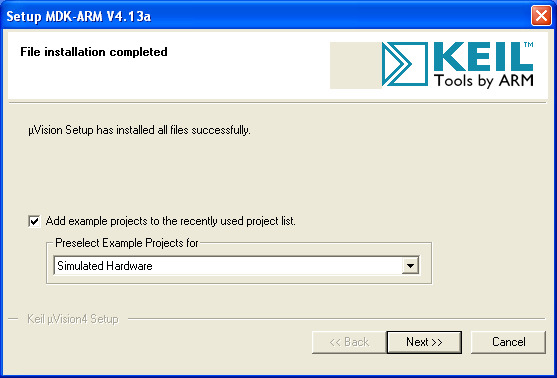 Setup MDK-ARM V4.13a
File installation completed
KEIL™
Tools by ARM
µVision Setup has installed all files successfully.
Add example projects to the recently used project list.
Preselect Example Projects for
Simulated Hardware
Keil µVision4 Setup
<< Back
Next >>
Cancel